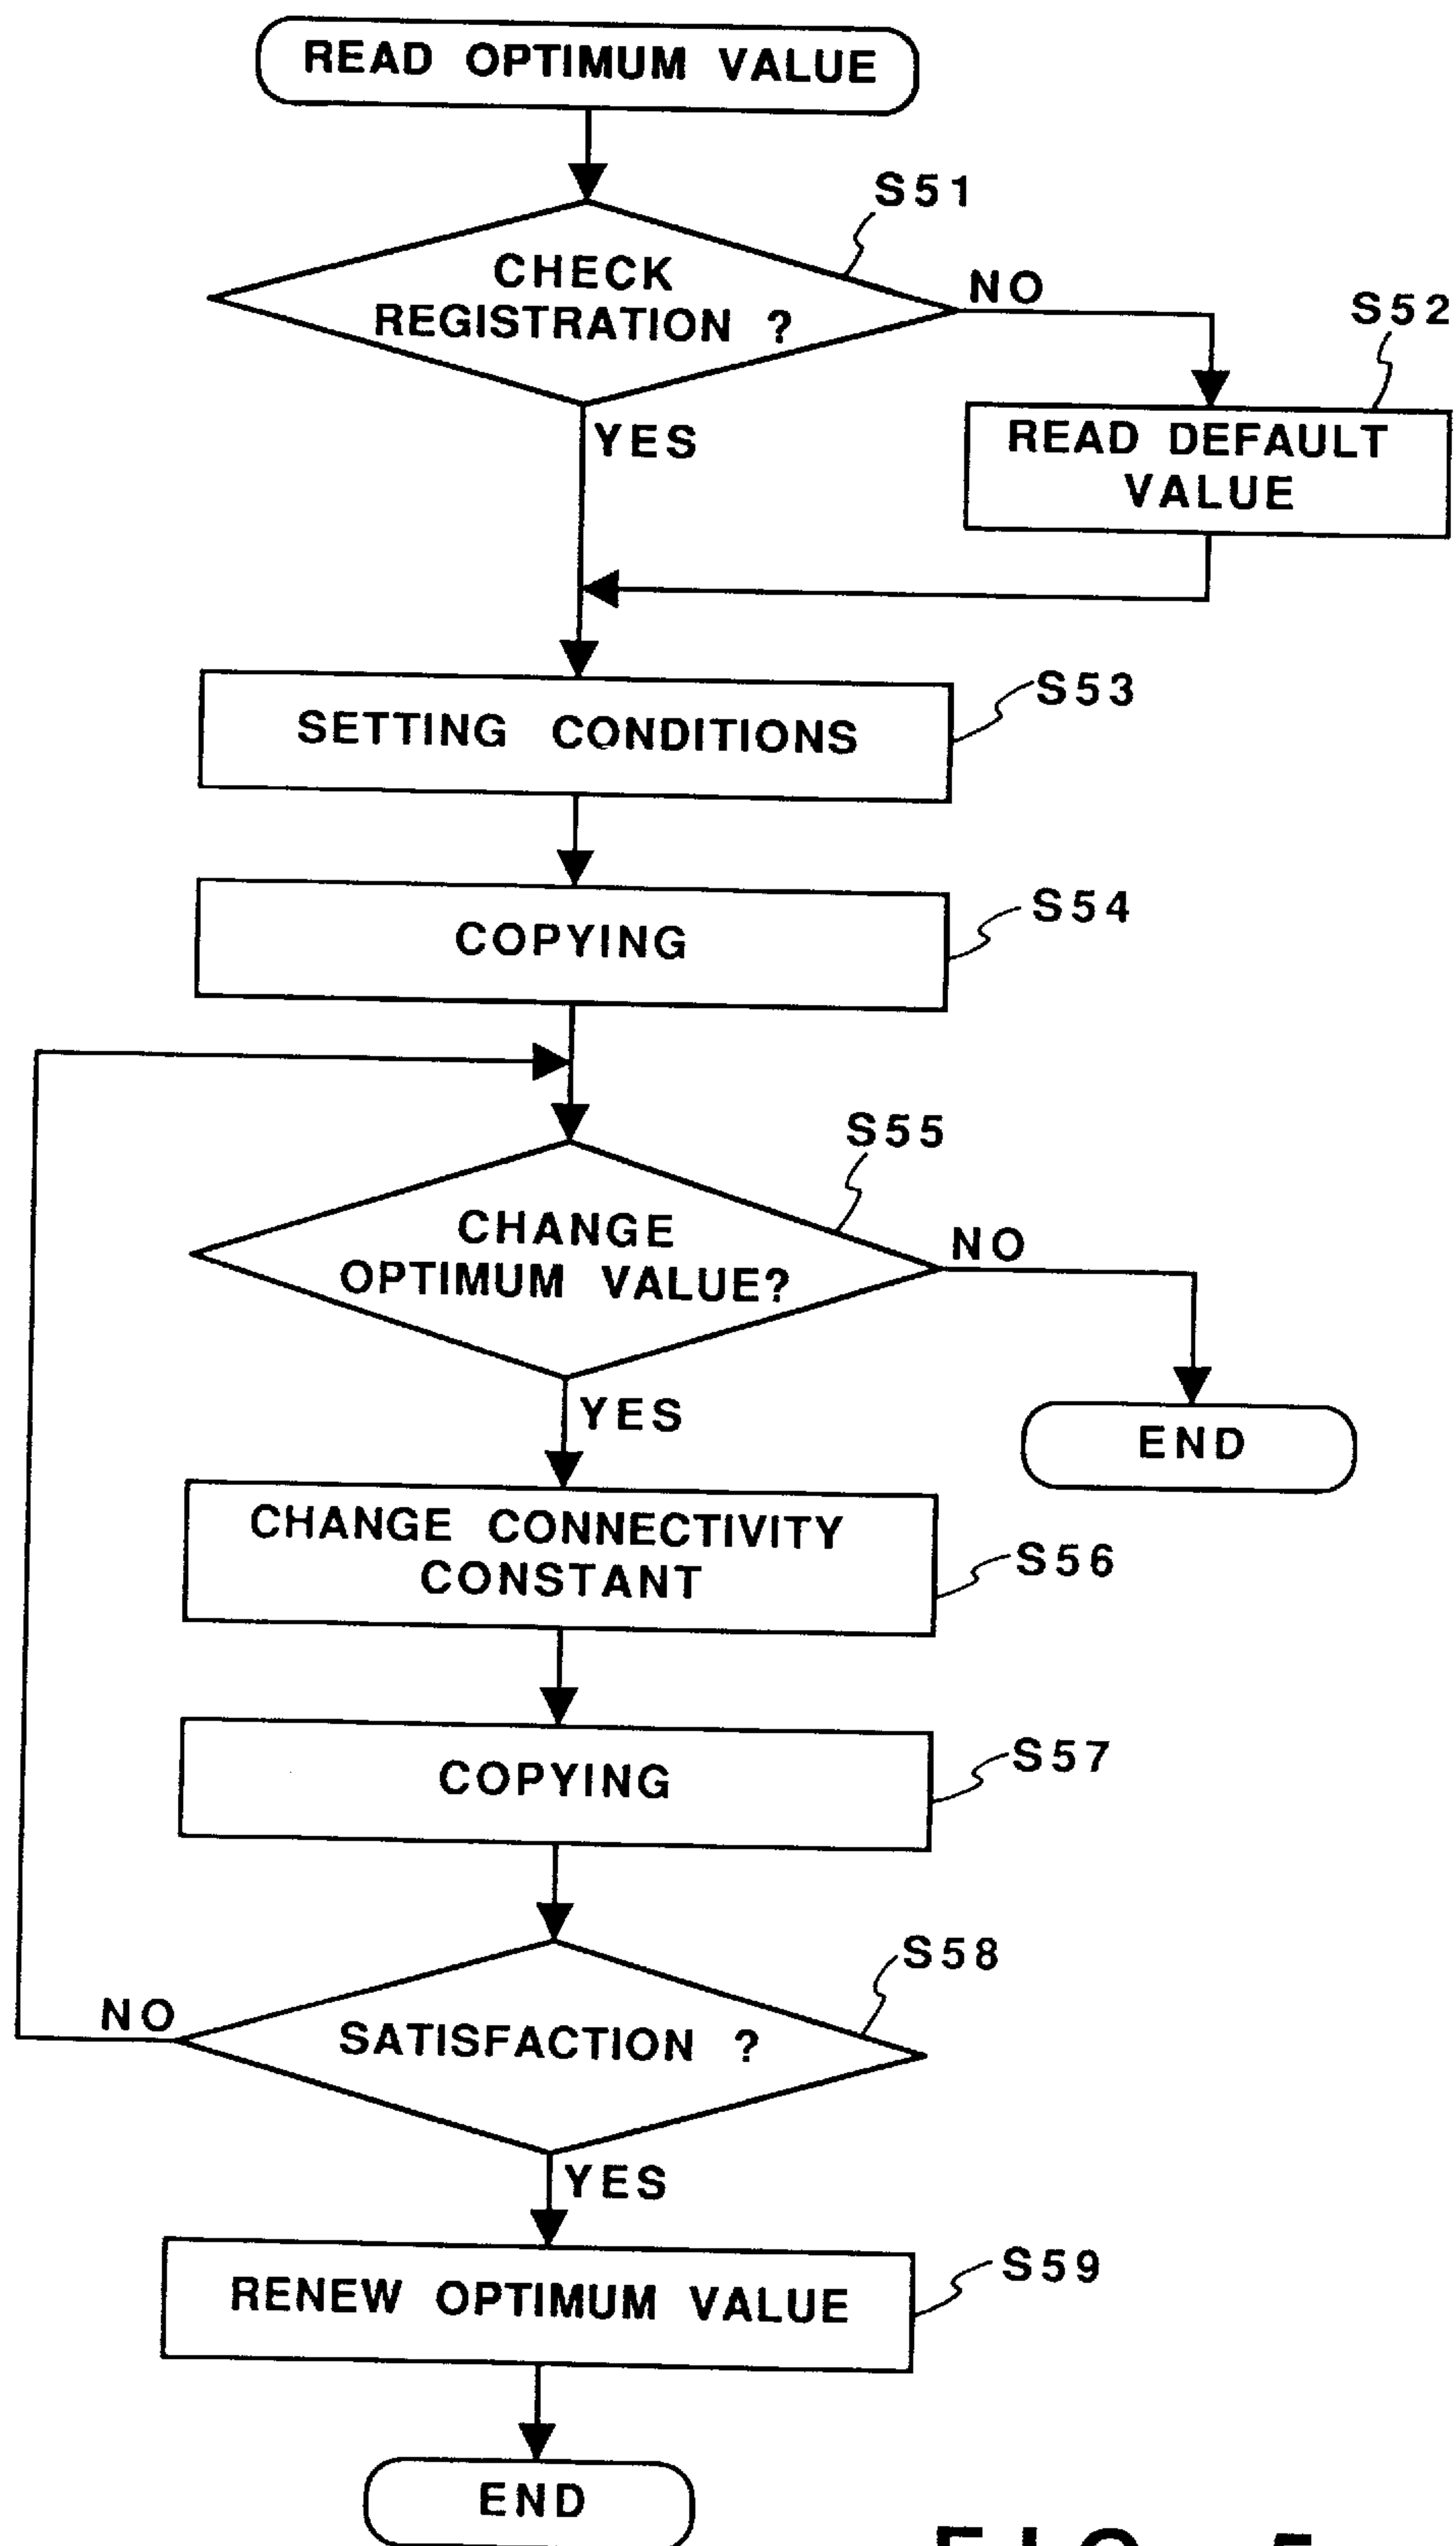 READ OPTIMUM VALUE
S51
CHECK
REGISTRATION ?
NO
S52
YES
READ DEFAULT
VALUE
S53
SETTING CONDITIONS
S54
COPYING
S55
CHANGE
OPTIMUM VALUE?
NO
YES
END
CHANGE CONNECTIVITY
CONSTANT
S56
S57
COPYING
S58
NO
SATISFACTION ?
YES
S59
RENEW OPTIMUM VALUE
END